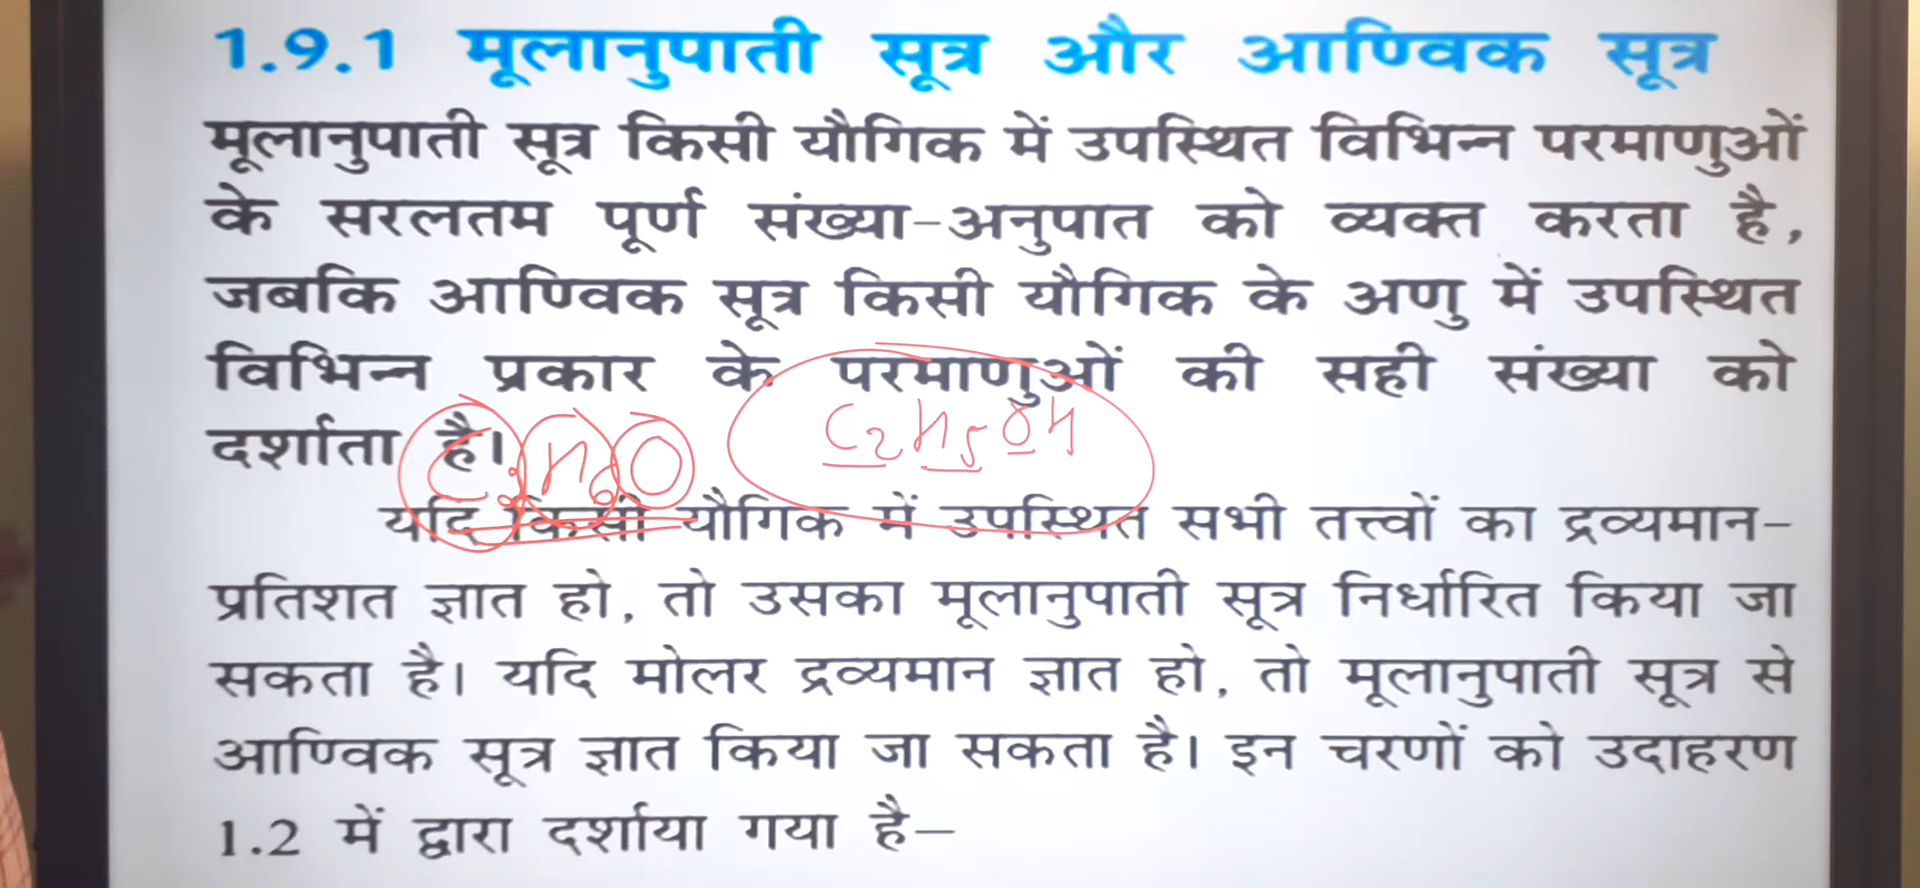 1.9.1 मूलानुपाती सूत्र और आण्विक सूत्र
मूलानुपाती सूत्र किसी यौगिक में उपस्थित विभिन्न परमाणुओं
के सरलतम पूर्ण संख्या-अनुपात को व्यक्त करता है,
जबकि आण्विक सूत्र किसी यौगिक के अणु में उपस्थित
विभिन्न प्रकार के परमाणुओं की सही संख्या को
दर्शाता है।
C2H6O C2H5OH
यदि किसी यौगिक में उपस्थित सभी तत्त्वों का द्रव्यमान-
प्रतिशत ज्ञात हो, तो उसका मूलानुपाती सूत्र निर्धारित किया जा
सकता है। यदि मोलर द्रव्यमान ज्ञात हो, तो मूलानुपाती सूत्र से
आण्विक सूत्र ज्ञात किया जा सकता है। इन चरणों को उदाहरण
1.2 में द्वारा दर्शाया गया है—